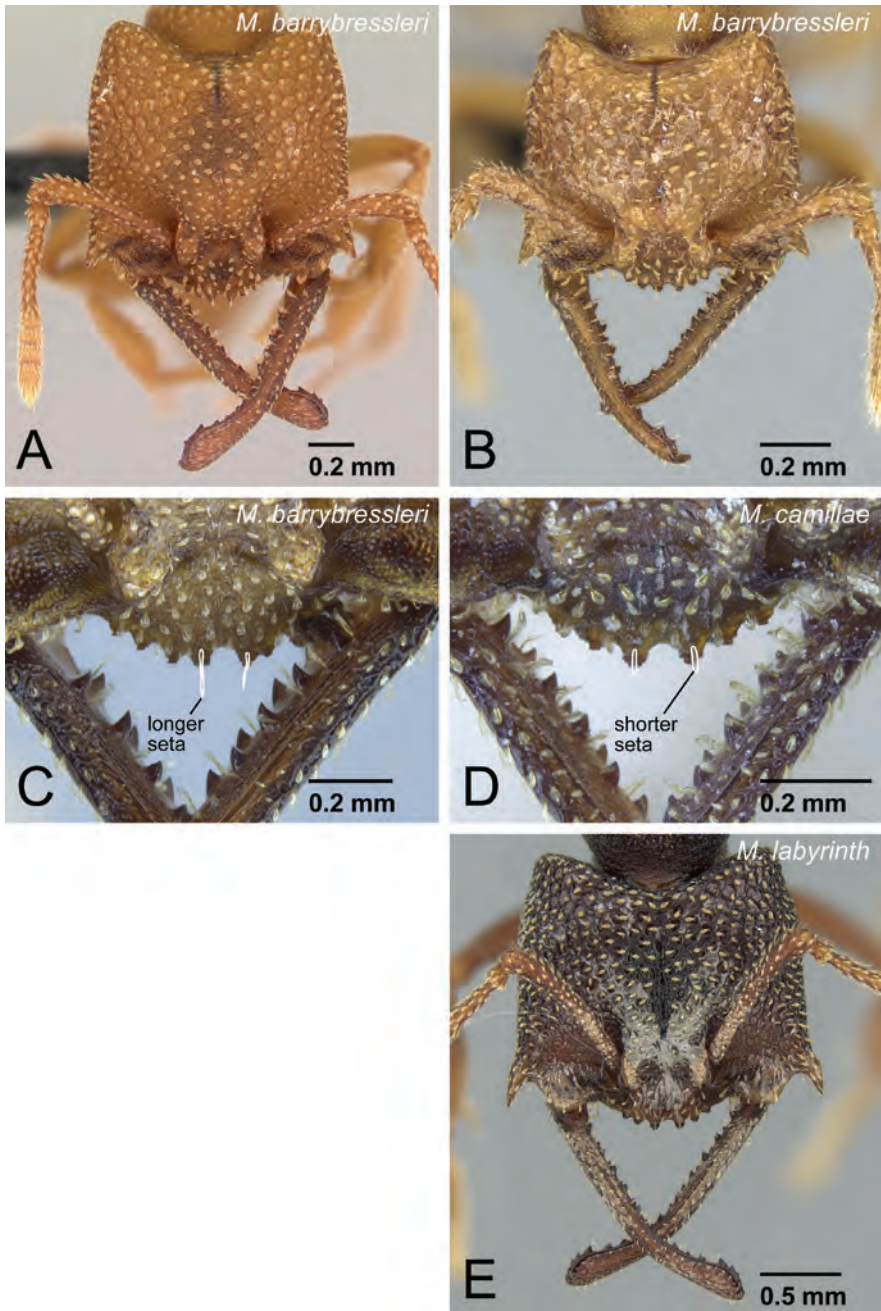 M. barrybressleri
A
0.2 mm
M. barrybressleri
B
0.2 mm
M. barrybressleri
longer
seta
C
0.2 mm
M. camillae
shorter
seta
D
0.2 mm
M. labyrinth
E
0.5 mm